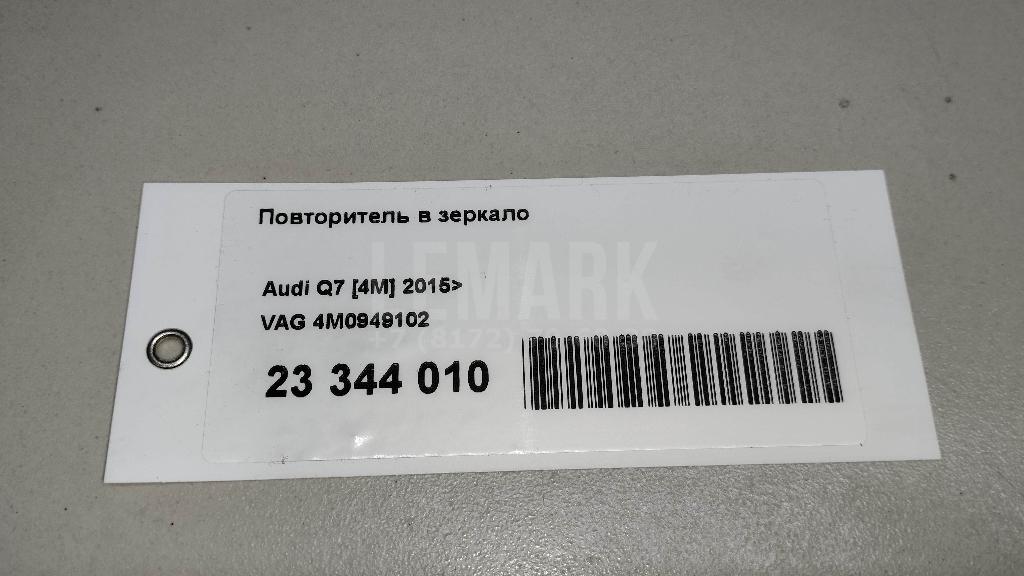 Повторитель в зеркало
LEMARK
Audi Q7 [4M] 2015>
VAG 4M0949102
+7 (8172)
23 344 010